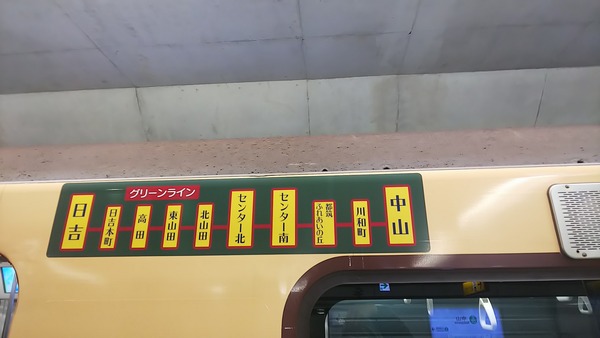 グリーンライン
日吉
日吉本町
高田
東山田
北山田
センター北
センター南
都筑
ふれあいの丘
川和町
中山